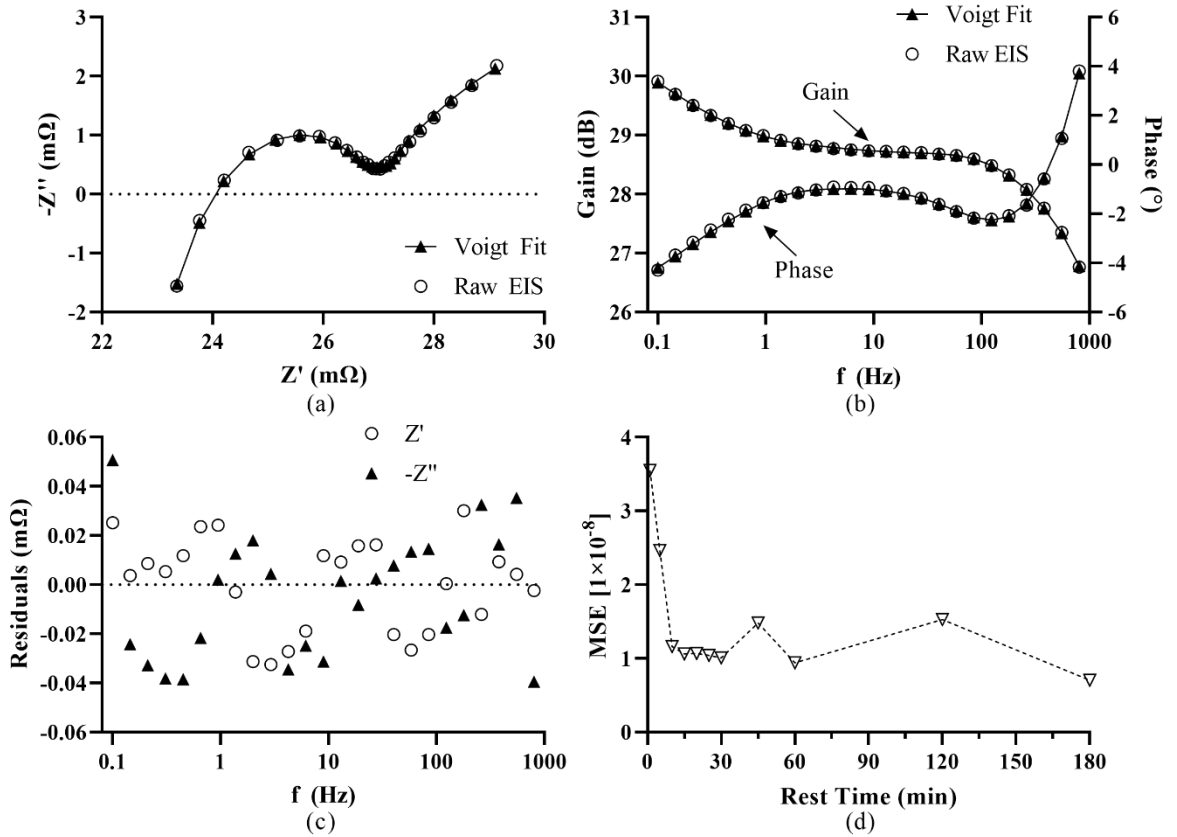 3
2
1
0
-1
-2
-Z'' (mΩ)
Voigt Fit
Raw EIS
22 24 26 28 30
Z' (mΩ)
(a)
Voigt Fit
Raw EIS
31
30
29
28
27
26
Gain (dB)
Gain
Phase
6
4
2
0
-2
-4
-6
Phase (°)
0.1 1 10 100 1000
f (Hz)
(b)
0.06
0.04
0.02
0.00
-0.02
-0.04
-0.06
Residuals (mΩ)
Z'
-Z''
0.1 1 10 100 1000
f (Hz)
(c)
4
3
2
1
0
MSE [1×10⁻⁸]
0 30 60 90 120 150 180
Rest Time (min)
(d)